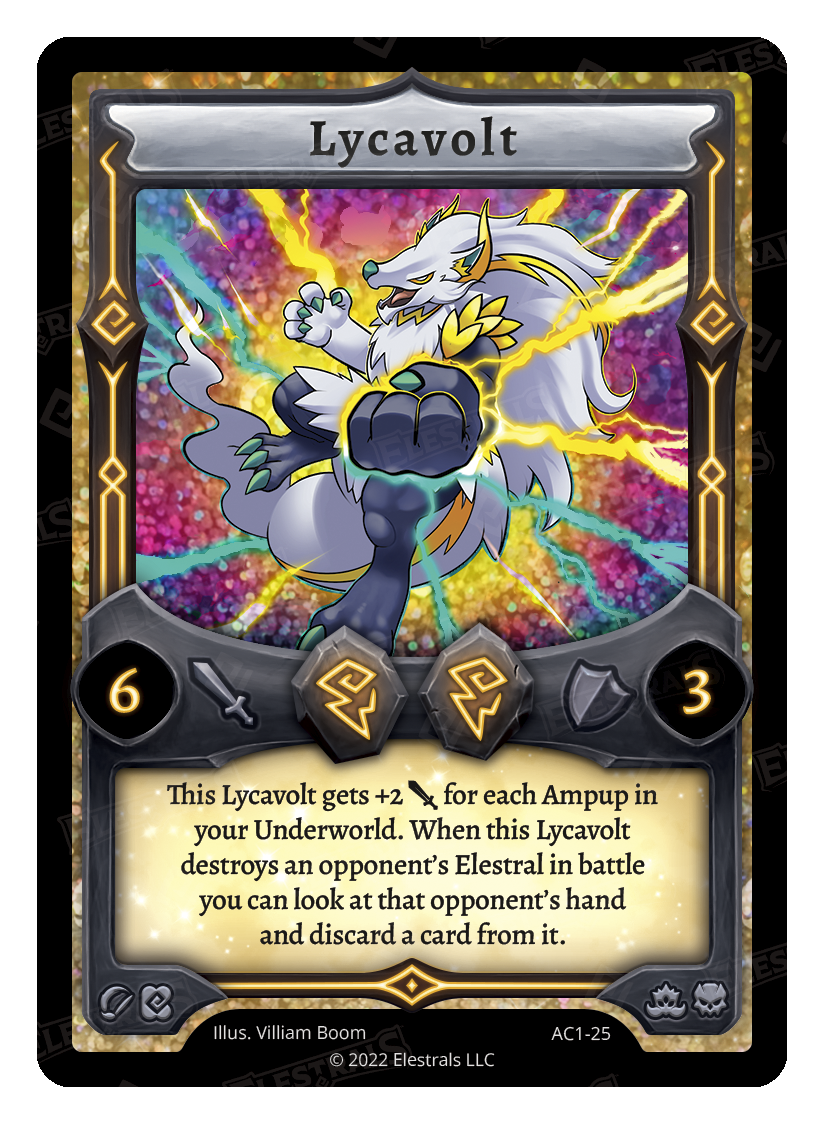 Lycavolt
6
3
This Lycavolt gets +2 for each Ampup in
your Underworld. When this Lycavolt
destroys an opponent's Elestral in battle
you can look at that opponent's hand
and discard a card from it.
Illus. Villiam Boom
AC1-25
© 2022 Elestrals LLC
ELESTRALS